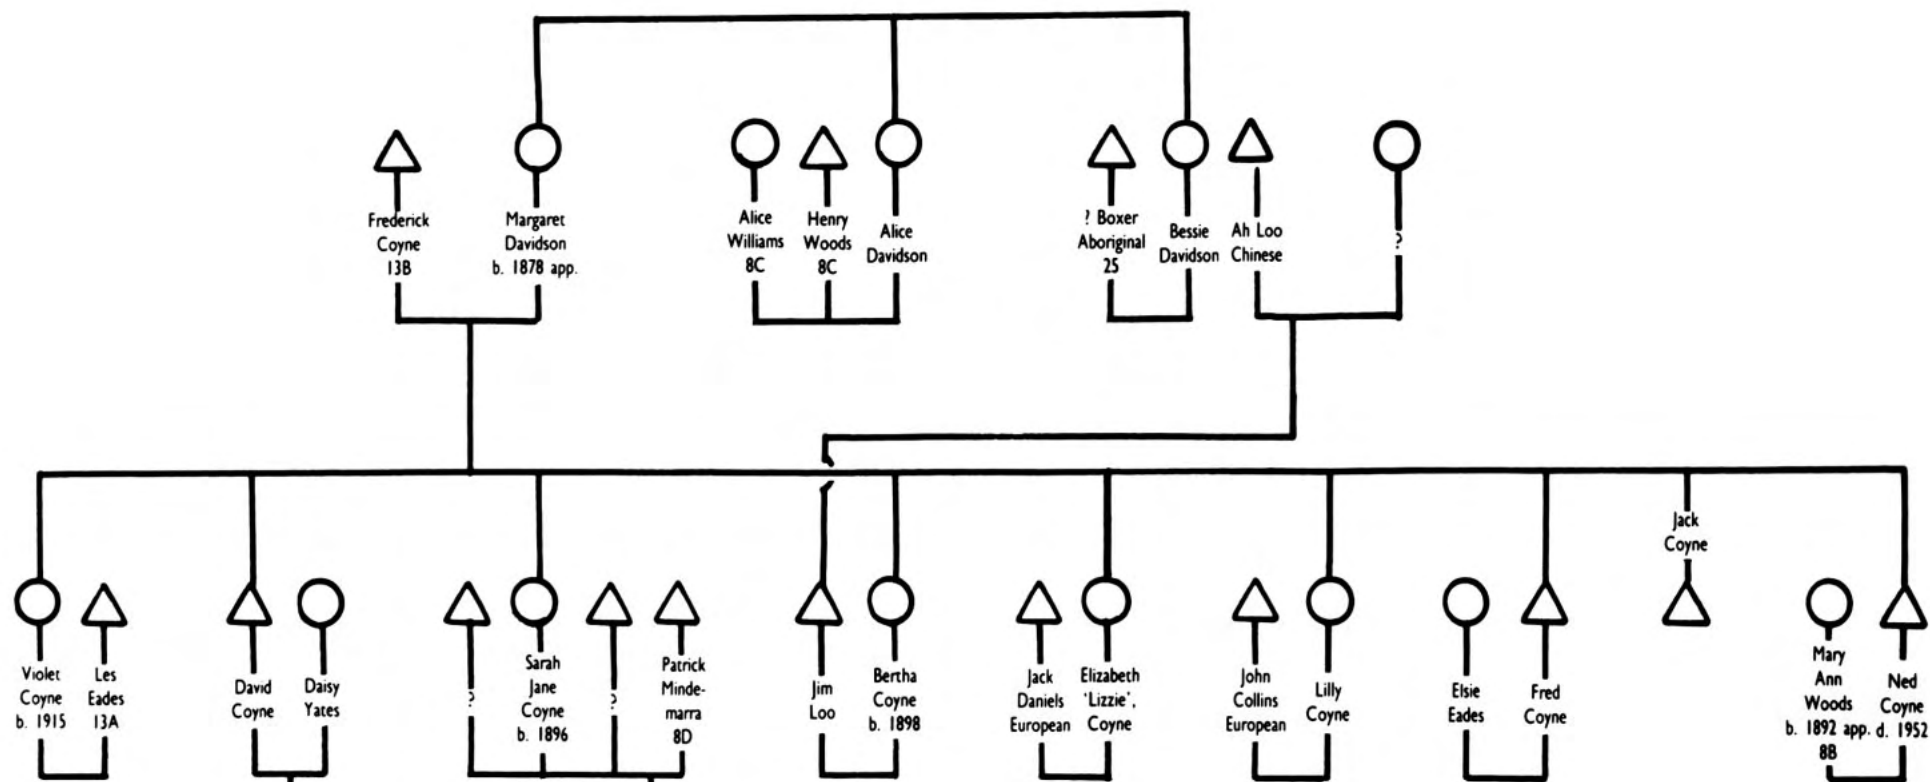 Frederick
Coyne
13B
Margaret
Davidson
b. 1878 app.
Alice
Williams
8C
Henry
Woods
8C
Alice
Davidson
? Boxer
Aboriginal
25
Bessie
Davidson
Ah Loo
Chinese
?
Jack
Coyne
Violet
Coyne
b. 1915
Les
Eades
13A
David
Coyne
Daisy
Yates
?
Sarah
Jane
Coyne
b. 1896
?
Patrick
Minde-
marra
8D
Jim
Loo
Bertha
Coyne
b. 1898
Jack
Daniels
European
Elizabeth
'Lizzie',
Coyne
John
Collins
European
Lilly
Coyne
Elsie
Eades
Fred
Coyne
Mary
Ann
Woods
b. 1892 app.
8B
Ned
Coyne
d. 1952